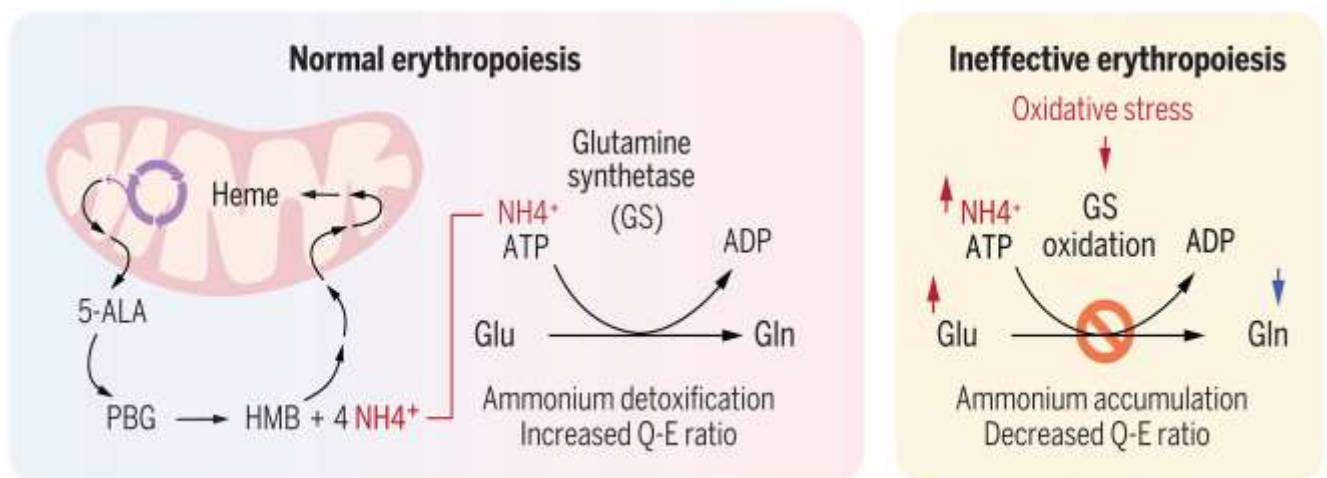 Normal erythropoiesis
Heme
5-ALA
PBG
HMB + 4 NH4+
Glutamine
synthetase
(GS)
NH4+
ATP
ADP
Glu
Gln
Ammonium detoxification
Increased Q-E ratio
Ineffective erythropoiesis
Oxidative stress
GS
oxidation
NH4+
ATP
ADP
Glu
Gln
Ammonium accumulation
Decreased Q-E ratio